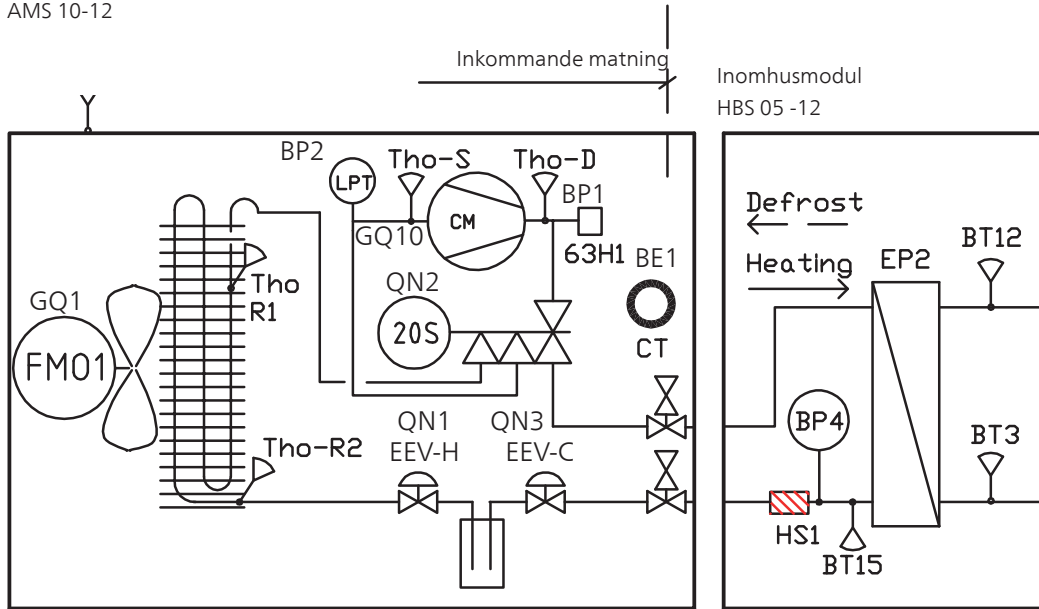 AMS 10-12
Inkommande matning
Inomhusmodul
HBS 05 -12
BP2
Tho-S
Tho-D
LPT
BP1
CM
GQ10
63H1
BE1
Defrost
BT12
Heating
EP2
Tho
R1
QN2
GQ1
20S
CT
FM01
QN1
QN3
BP4
BT3
Tho-R2
EEV-H
EEV-C
HS1
BT15